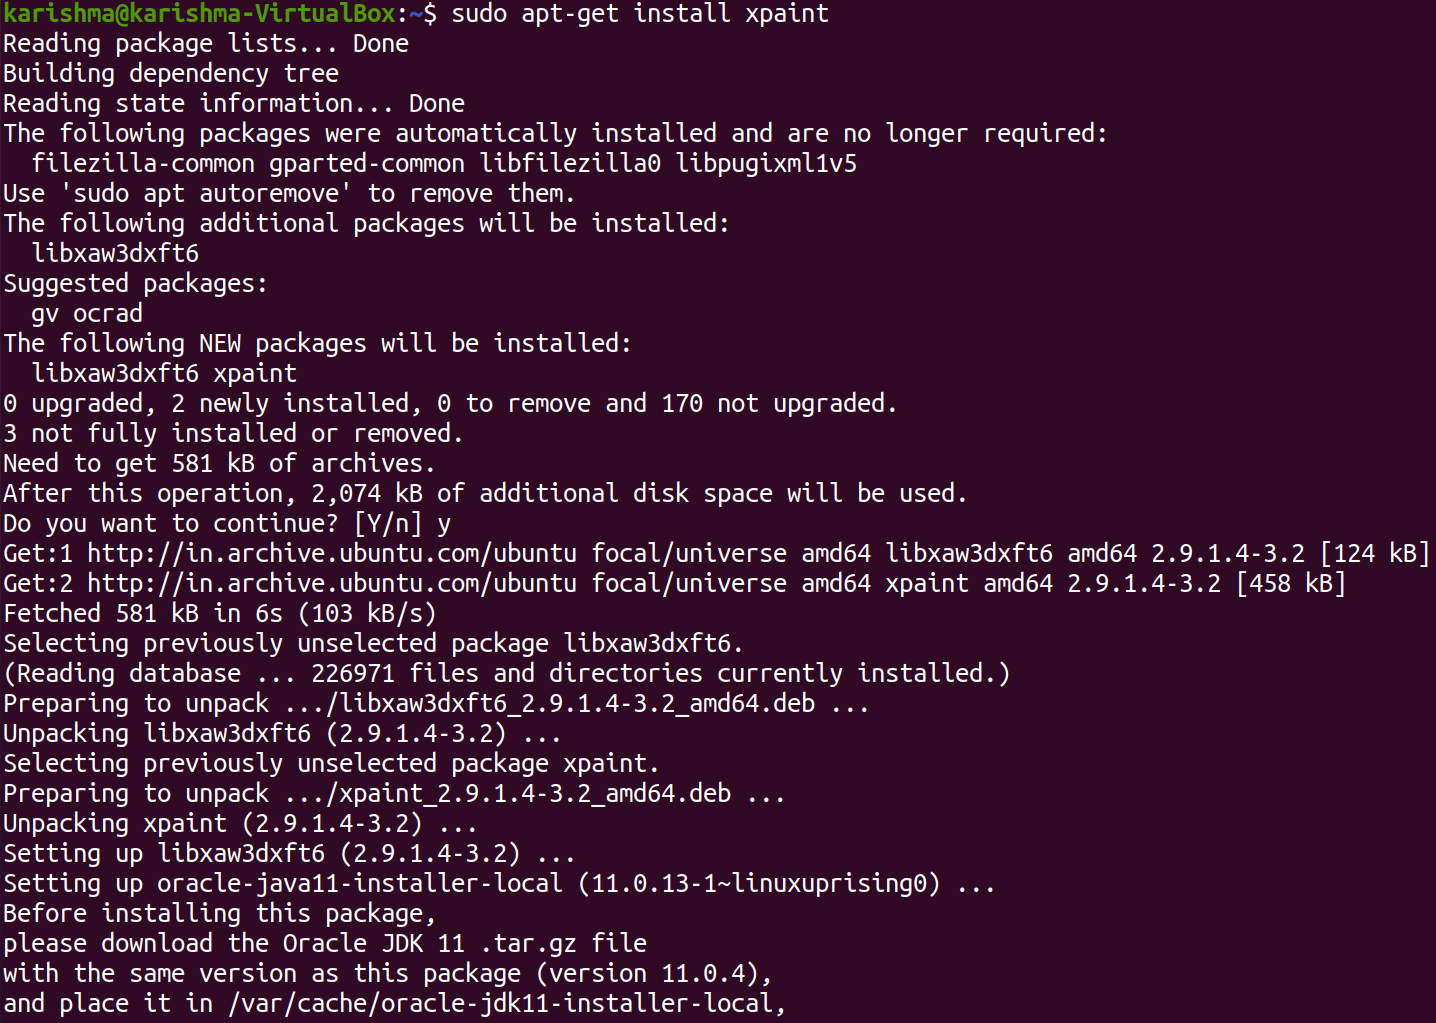 karishma@karishma-VirtualBox:~$ sudo apt-get install xpaint
Reading package lists... Done
Building dependency tree
Reading state information... Done
The following packages were automatically installed and are no longer required:
  filezilla-common gparted-common libfilezilla0 libpugixml1v5
Use 'sudo apt autoremove' to remove them.
The following additional packages will be installed:
  libxaw3dxft6
Suggested packages:
  gv ocrad
The following NEW packages will be installed:
  libxaw3dxft6 xpaint
0 upgraded, 2 newly installed, 0 to remove and 170 not upgraded.
3 not fully installed or removed.
Need to get 581 kB of archives.
After this operation, 2,074 kB of additional disk space will be used.
Do you want to continue? [Y/n] y
Get:1 http://in.archive.ubuntu.com/ubuntu focal/universe amd64 libxaw3dxft6 amd64 2.9.1.4-3.2 [124 kB]
Get:2 http://in.archive.ubuntu.com/ubuntu focal/universe amd64 xpaint amd64 2.9.1.4-3.2 [458 kB]
Fetched 581 kB in 6s (103 kB/s)
Selecting previously unselected package libxaw3dxft6.
(Reading database ... 226971 files and directories currently installed.)
Preparing to unpack .../libxaw3dxft6_2.9.1.4-3.2_amd64.deb ...
Unpacking libxaw3dxft6 (2.9.1.4-3.2) ...
Selecting previously unselected package xpaint.
Preparing to unpack .../xpaint_2.9.1.4-3.2_amd64.deb ...
Unpacking xpaint (2.9.1.4-3.2) ...
Setting up libxaw3dxft6 (2.9.1.4-3.2) ...
Setting up oracle-java11-installer-local (11.0.13-1~linuxuprising0) ...
Before installing this package,
please download the Oracle JDK 11 .tar.gz file
with the same version as this package (version 11.0.4),
and place it in /var/cache/oracle-jdk11-installer-local,